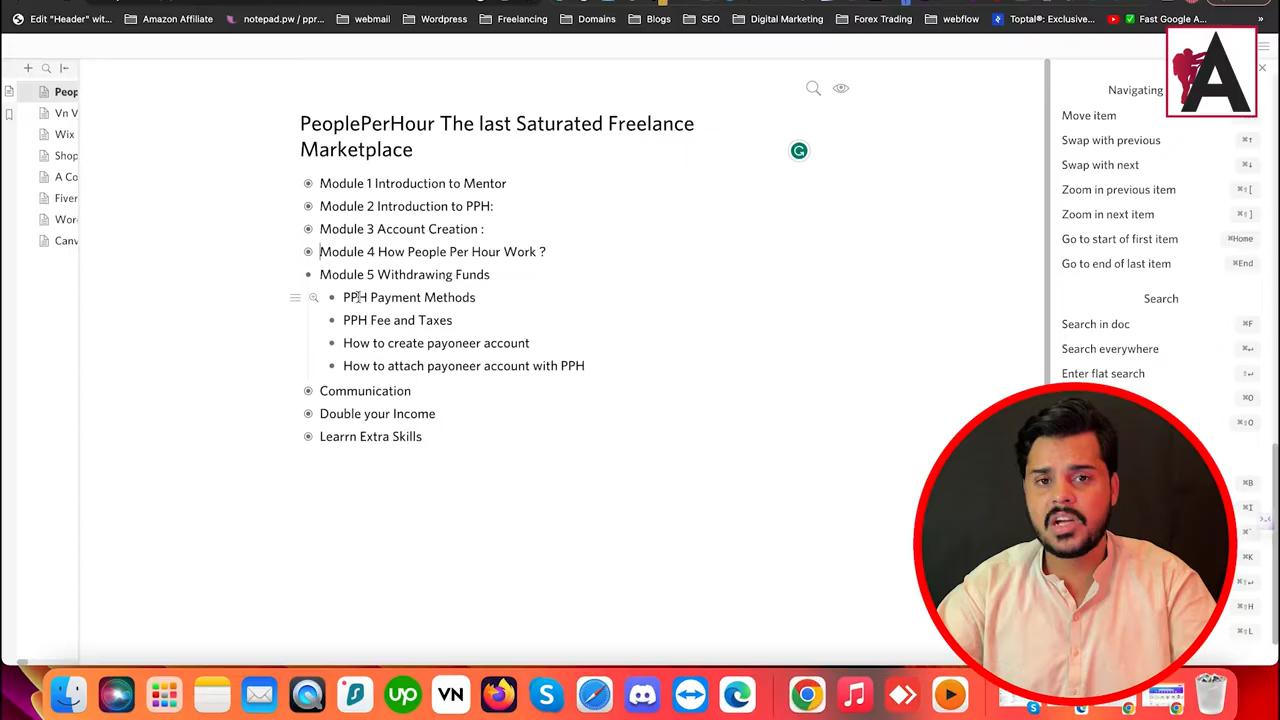 Edit "Header" wit...
Amazon Affiliate
notepad.pw / ppr...
webmail
Wordpress
Freelancing
Domains
Blogs
SEO
Digital Marketing
Forex Trading
webflow
Toptal®: Exclusive...
Fast Google A...
»
A
Peop
Vn V
Wix
Shop
A Co
Fiver
Wor
Canv
PeoplePerHour The last Saturated Freelance
Marketplace
Module 1 Introduction to Mentor
Module 2 Introduction to PPH:
Module 3 Account Creation :
Module 4 How People Per Hour Work ?
Module 5 Withdrawing Funds
PPH Payment Methods
PPH Fee and Taxes
How to create payoneer account
How to attach payoneer account with PPH
Communication
Double your Income
Learrn Extra Skills
Navigating
Move item
Swap with previous ⌘↑
Swap with next ⌘↓
Zoom in previous item ⌘⇧[
Zoom in next item ⌘⇧]
Go to start of first item ⌘Home
Go to end of last item ⌘End
Search
Search in doc ⌘F
Search everywhere ⌘↵
Enter flat search ⇧↵
⌘O
⌘⇧O
⌘B
⌘I
⌘`
⌘K
⌘⇧↵
⌘⇧H
⌘⇧L
up
VN